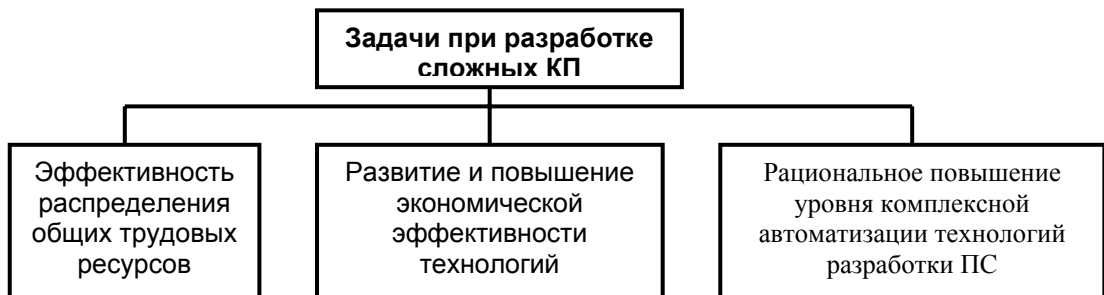 Задачи при разработке
сложных КП
Эффективность
распределения
общих трудовых
ресурсов
Развитие и повышение
экономической
эффективности
технологий
Рациональное повышение
уровня комплексной
автоматизации технологий
разработки ПС